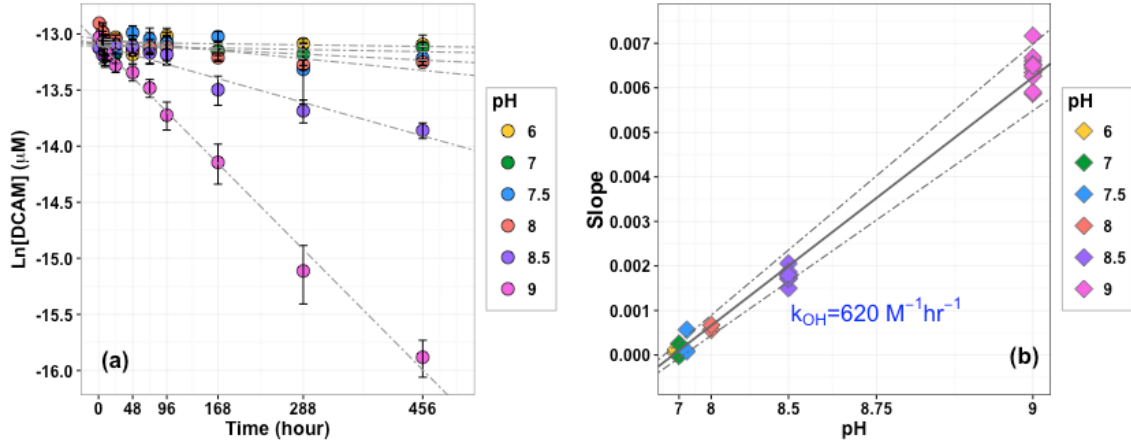 Ln[DCAM] (μM)
-13.0
-13.5
-14.0
-14.5
-15.0
-15.5
-16.0
(a)
0 48 96 168 288 456
Time (hour)
pH
6
7
7.5
8
8.5
9
Slope
0.007
0.006
0.005
0.004
0.003
0.002
0.001
0.000
kOH=620 M⁻¹hr⁻¹
(b)
7 8 8.5 8.75 9
pH
pH
6
7
7.5
8
8.5
9